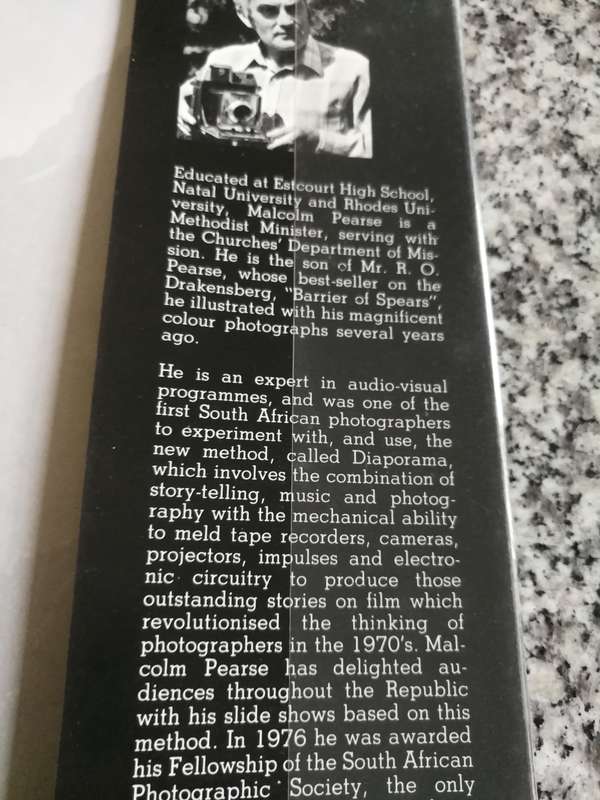 Educated at Estcourt High School,
Natal University and Rhodes Uni-
versity, Malcolm Pearse is a
Methodist Minister, serving with
the Churches' Department of Mis-
sion. He is the son of Mr. R. O.
Pearse, whose best-seller on the
Drakensberg, "Barrier of Spears",
he illustrated with his magnificent
colour photographs several years
ago.
He is an expert in audio-visual
programmes, and was one of the
first South African photographers
to experiment with, and use, the
new method, called Diaporama,
which involves the combination of
story-telling, music and photog-
raphy with the mechanical ability
to meld tape recorders, cameras,
projectors, impulses and electro-
nic circuitry to produce those
outstanding stories on film which
revolutionised the thinking of
photographers in the 1970's. Mal-
colm Pearse has delighted au-
diences throughout the Republic
with his slide shows based on this
method. In 1976 he was awarded
his Fellowship of the South African
Photographic Society, the only